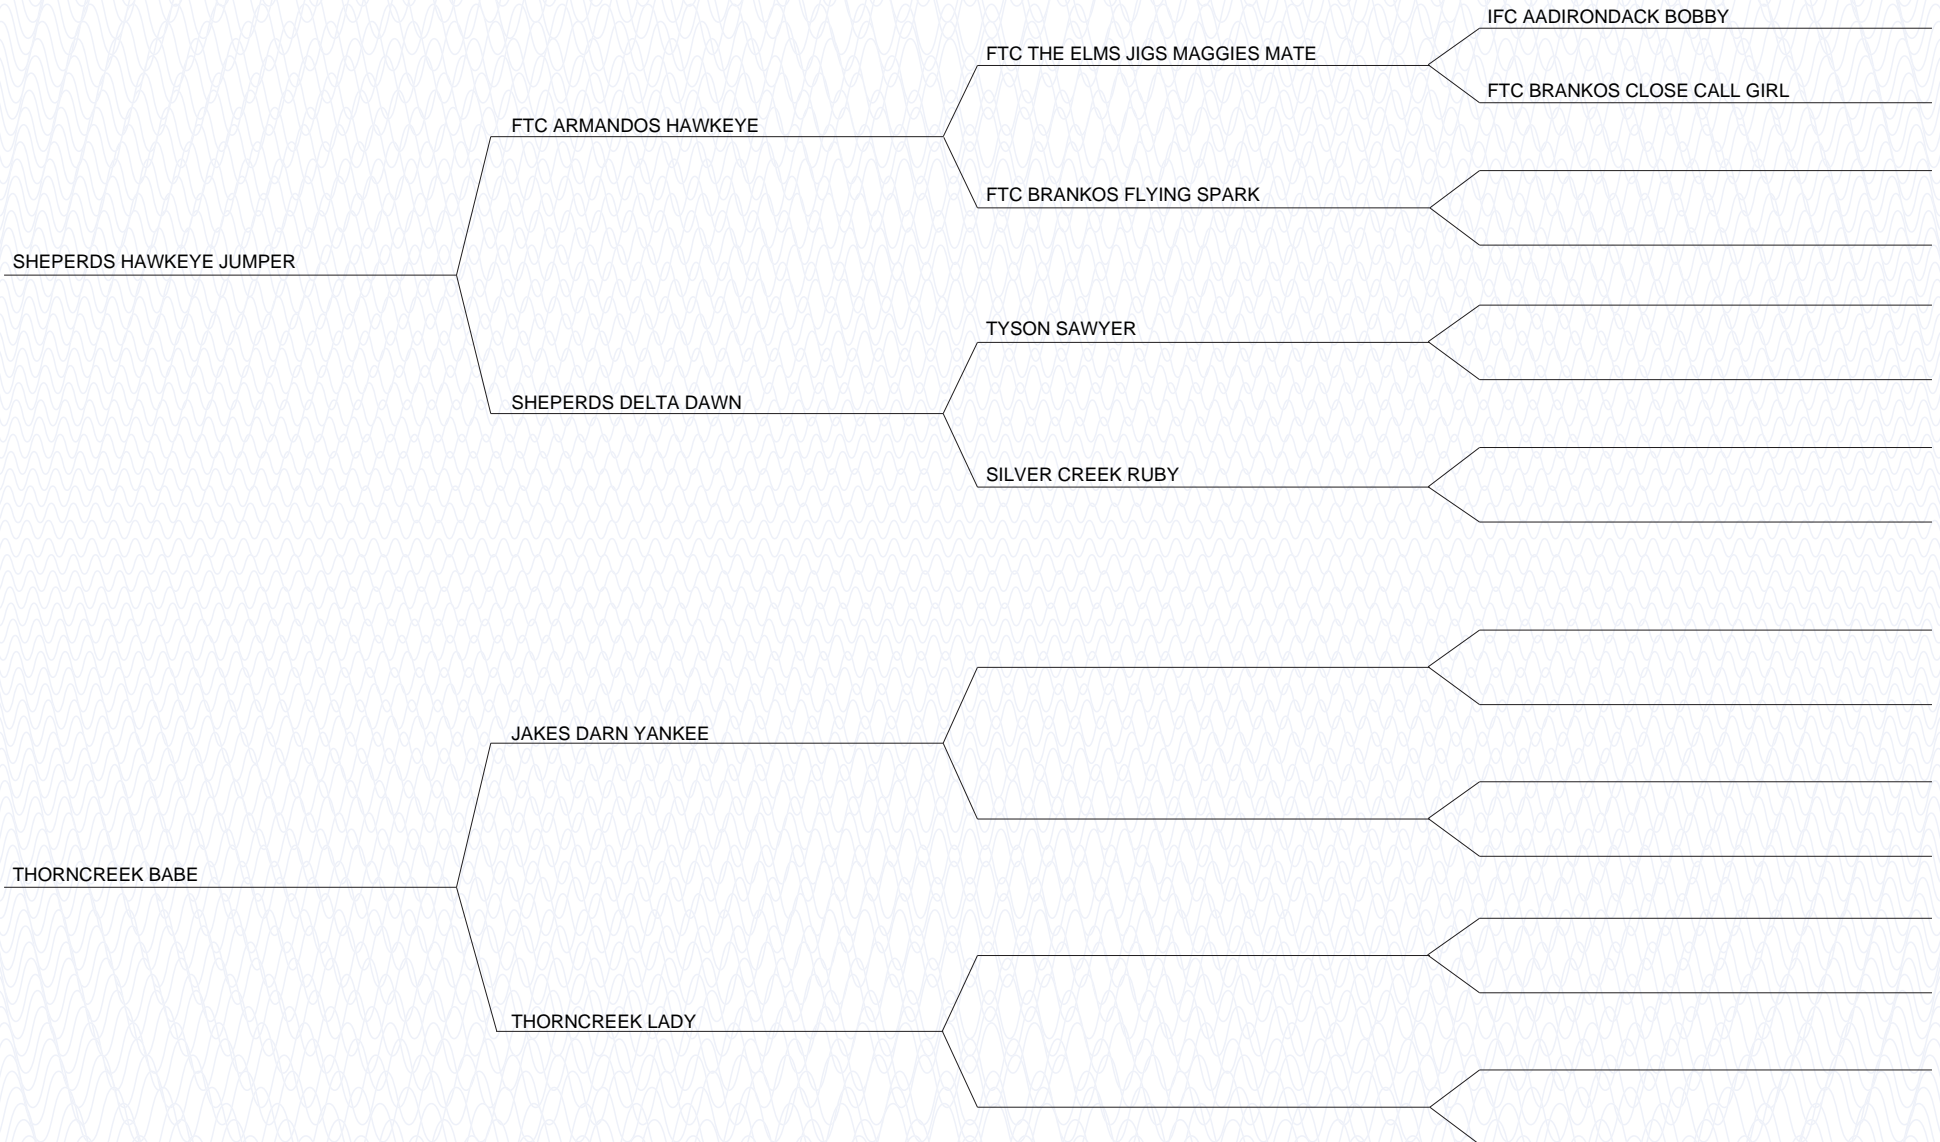 IFC AADIRONDACK BOBBY
FTC THE ELMS JIGS MAGGIES MATE
FTC BRANKOS CLOSE CALL GIRL
FTC ARMANDOS HAWKEYE
FTC BRANKOS FLYING SPARK
SHEPERDS HAWKEYE JUMPER
TYSON SAWYER
SHEPERDS DELTA DAWN
SILVER CREEK RUBY
JAKES DARN YANKEE
THORNCREEK BABE
THORNCREEK LADY